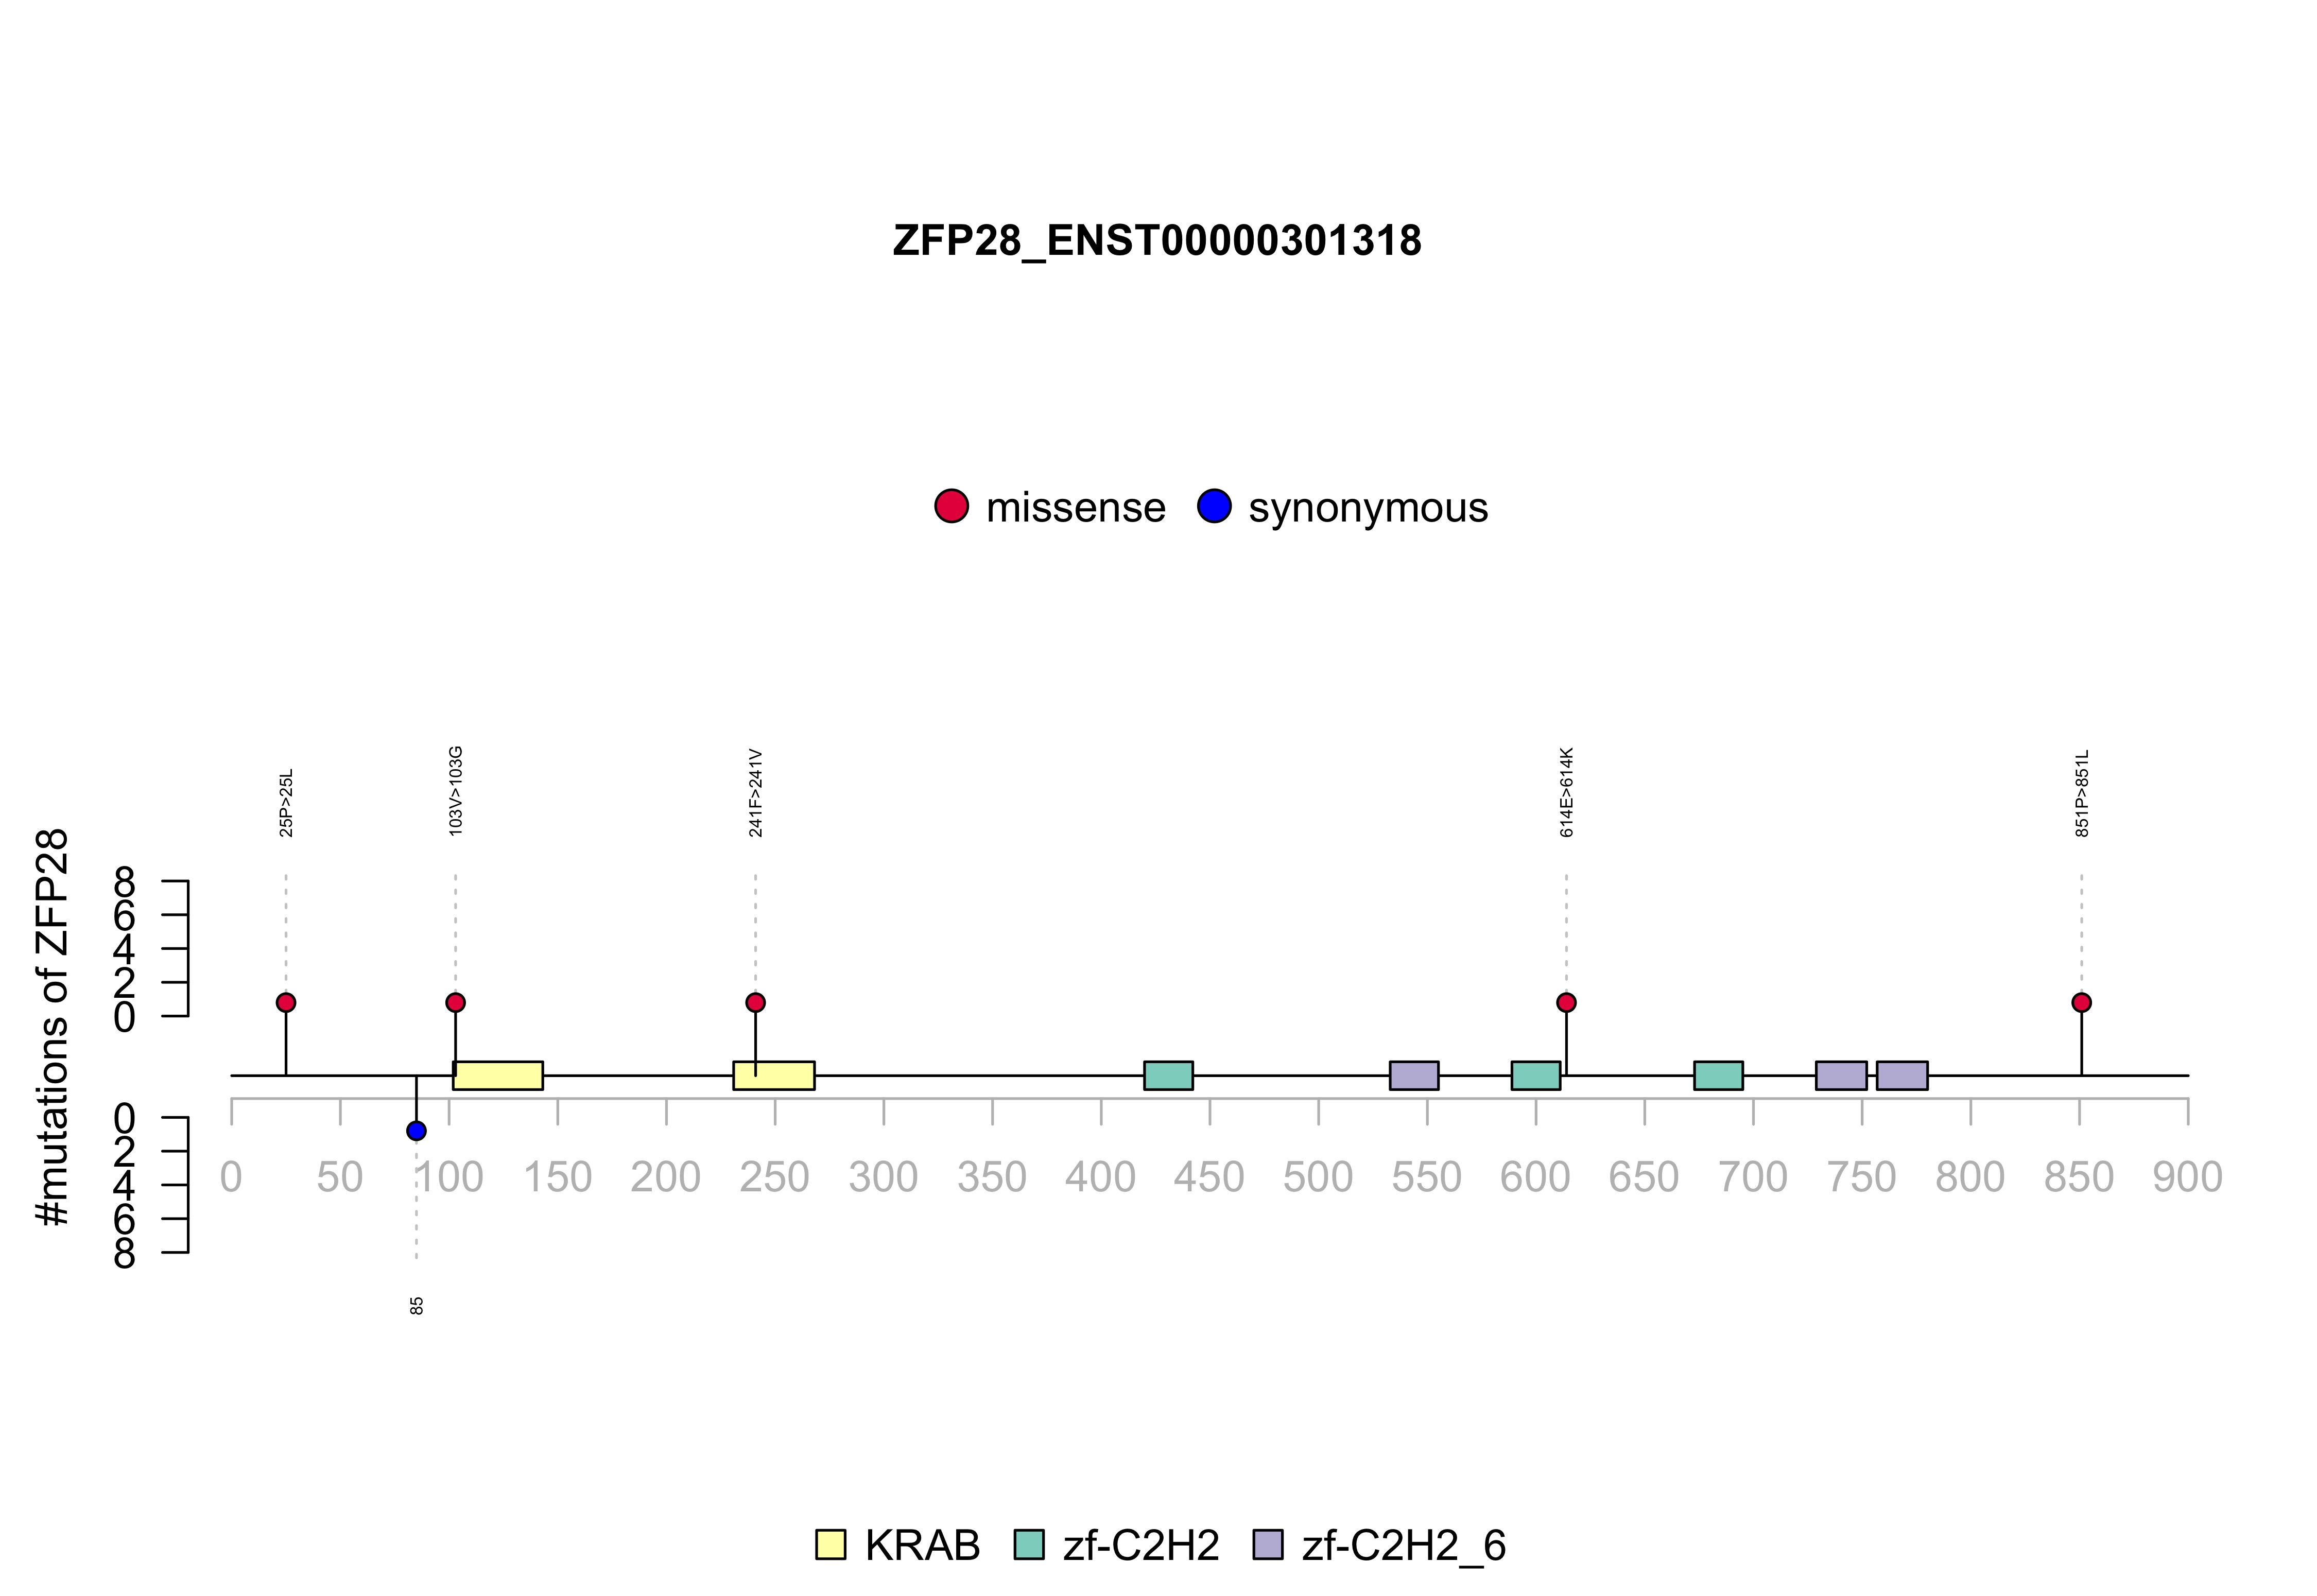 ZFP28_ENST00000301318
missense synonymous
25P>25L 103V>103G 241F>241V 614E>614K 851P>851L
#mutations of ZFP28
8
6
4
2
0
0
2
4
6
8
0 50 100 150 200 250 300 350 400 450 500 550 600 650 700 750 800 850 900
85
KRAB zf-C2H2 zf-C2H2_6